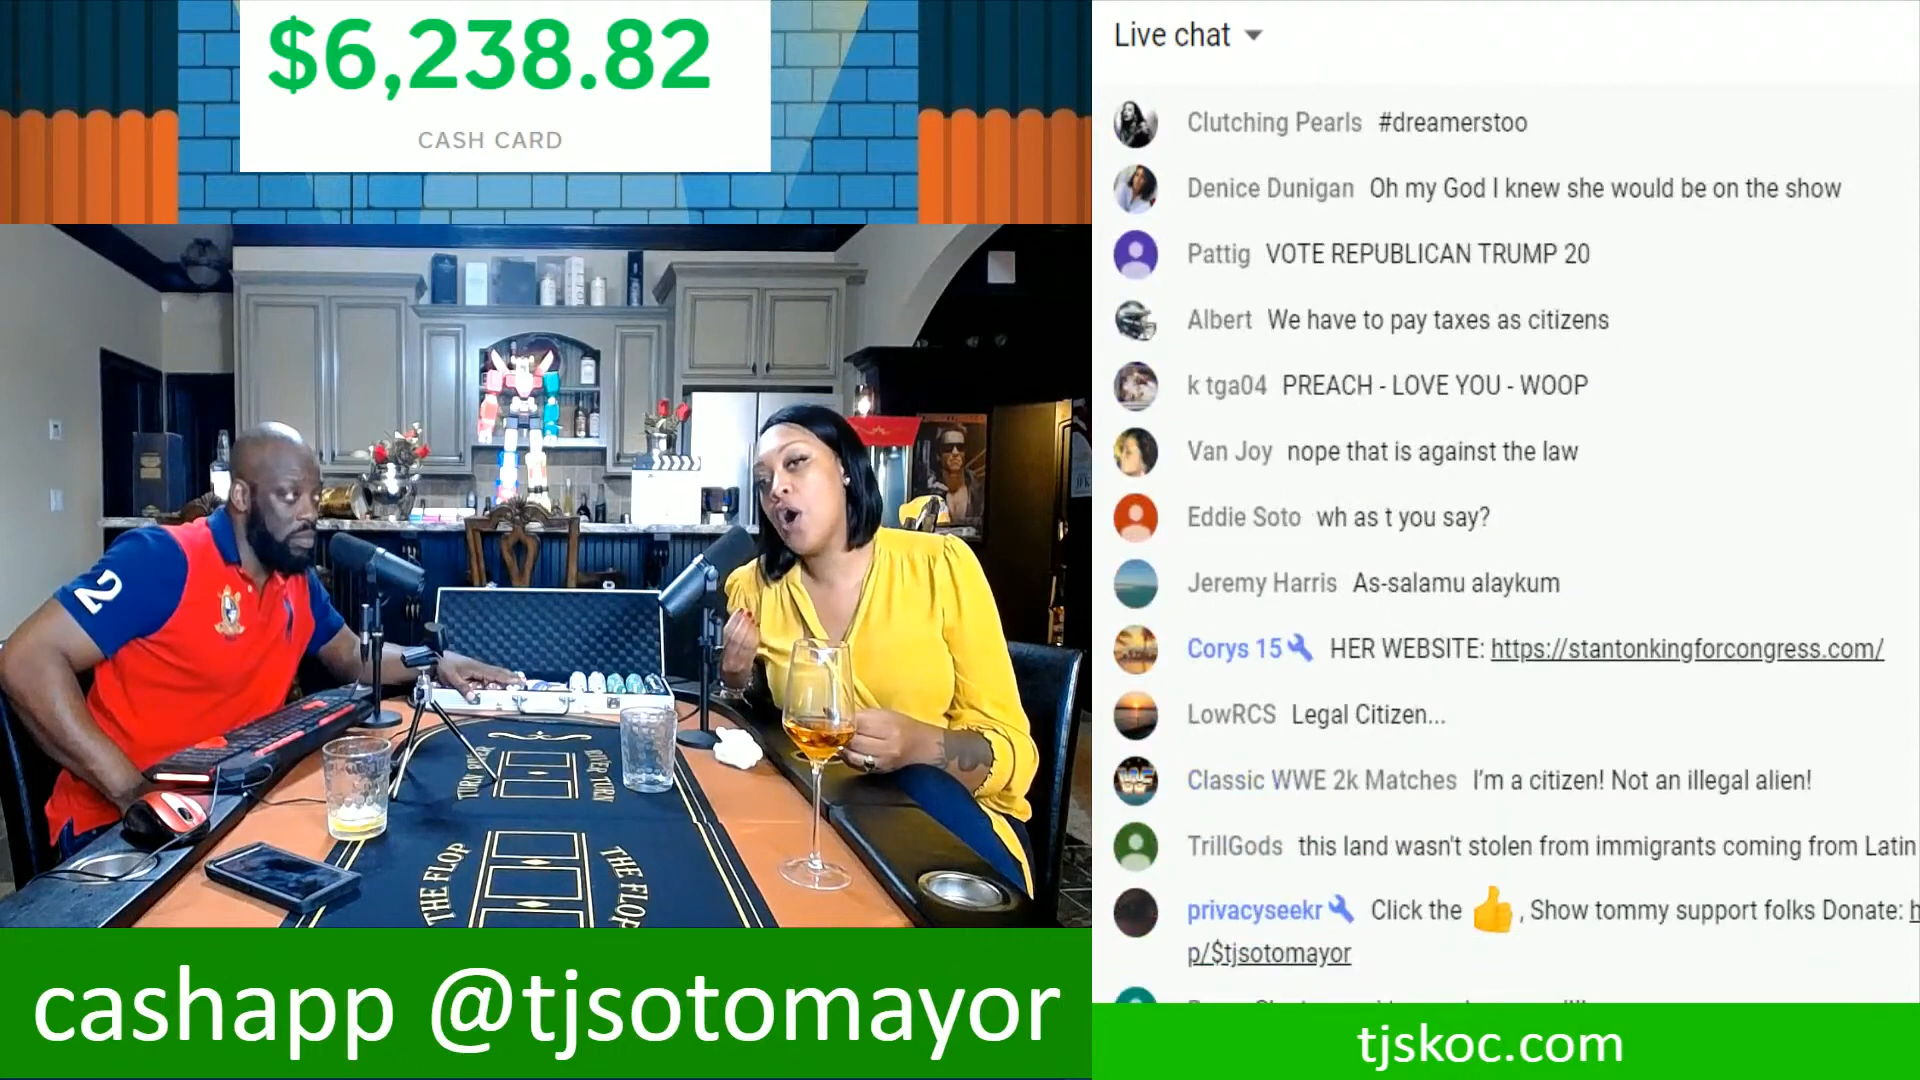 $6,238.82
CASH CARD
2
TURN RIVER
RIVER TURN
THE FLOP
THE FLOP
cashapp @tjsotomayor
Live chat
Clutching Pearls #dreamerstoo
Denice Dunigan Oh my God I knew she would be on the show
Pattig VOTE REPUBLICAN TRUMP 20
Albert We have to pay taxes as citizens
k tga04 PREACH - LOVE YOU - WOOP
Van Joy nope that is against the law
Eddie Soto wh as t you say?
Jeremy Harris As-salamu alaykum
Corys 15 HER WEBSITE: https://stantonkingforcongress.com/
LowRCS Legal Citizen...
Classic WWE 2k Matches I'm a citizen! Not an illegal alien!
TrillGods this land wasn't stolen from immigrants coming from Latin
privacyseekr Click the 👍, Show tommy support folks Donate: h
p/$tjsotomayor
tjskoc.com